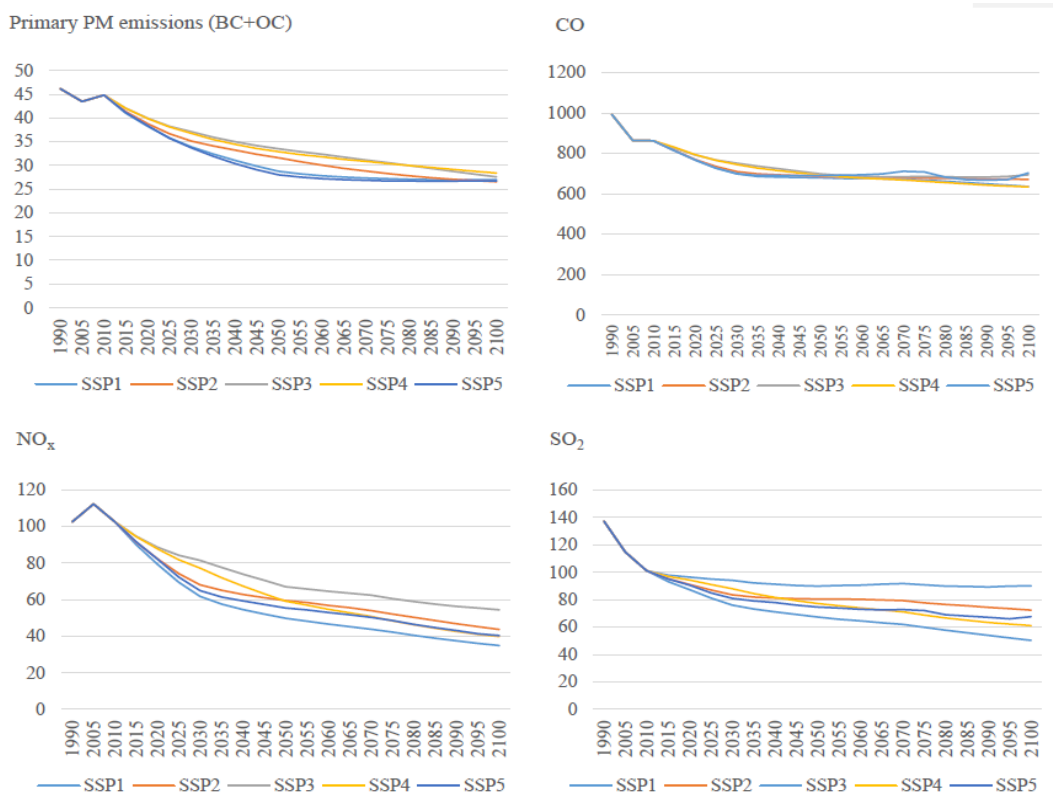 Primary PM emissions (BC+OC)
50
45
40
35
30
25
20
15
10
5
0
1990 2005 2010 2015 2020 2025 2030 2035 2040 2045 2050 2055 2060 2065 2070 2075 2080 2085 2090 2095 2100
SSP1 SSP2 SSP3 SSP4 SSP5
CO
1200
1000
800
600
400
200
0
1990 2005 2010 2015 2020 2025 2030 2035 2040 2045 2050 2055 2060 2065 2070 2075 2080 2085 2090 2095 2100
SSP1 SSP2 SSP3 SSP4 SSP5
NOx
120
100
80
60
40
20
0
1990 2005 2010 2015 2020 2025 2030 2035 2040 2045 2050 2055 2060 2065 2070 2075 2080 2085 2090 2095 2100
SSP1 SSP2 SSP3 SSP4 SSP5
SO2
160
140
120
100
80
60
40
20
0
1990 2005 2010 2015 2020 2025 2030 2035 2040 2045 2050 2055 2060 2065 2070 2075 2080 2085 2090 2095 2100
SSP1 SSP2 SSP3 SSP4 SSP5